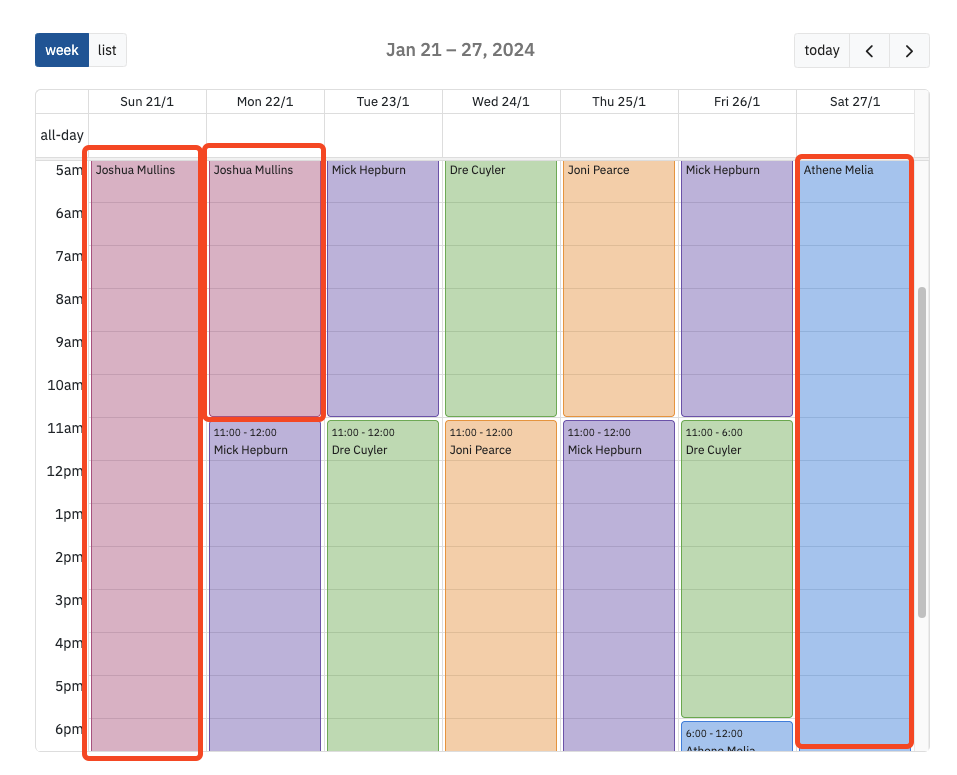 week list
Jan 21 – 27, 2024
today
Sun 21/1 Mon 22/1 Tue 23/1 Wed 24/1 Thu 25/1 Fri 26/1 Sat 27/1
all-day
5am Joshua Mullins Joshua Mullins Mick Hepburn Dre Cuyler Joni Pearce Mick Hepburn Athene Melia
6am
7am
8am
9am
10am
11am 11:00 - 12:00 11:00 - 12:00 11:00 - 12:00 11:00 - 12:00 11:00 - 6:00
Mick Hepburn Dre Cuyler Joni Pearce Mick Hepburn Dre Cuyler
12pm
1pm
2pm
3pm
4pm
5pm
6pm 6:00 - 12:00
Athene Melia